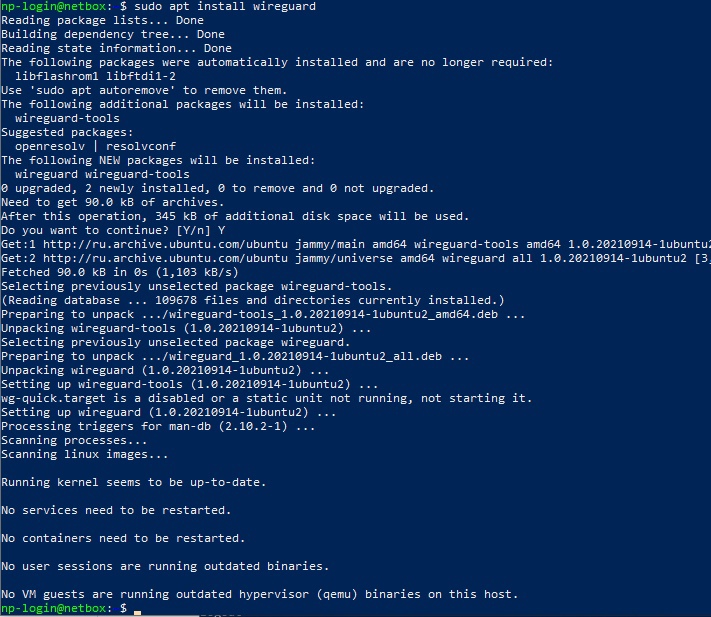 np-login@netbox: $ sudo apt install wireguard
Reading package lists... Done
Building dependency tree... Done
Reading state information... Done
The following packages were automatically installed and are no longer required:
  libflashrom1 libftdi1-2
Use 'sudo apt autoremove' to remove them.
The following additional packages will be installed:
  wireguard-tools
Suggested packages:
  openresolv | resolvconf
The following NEW packages will be installed:
  wireguard wireguard-tools
0 upgraded, 2 newly installed, 0 to remove and 0 not upgraded.
Need to get 90.0 kB of archives.
After this operation, 345 kB of additional disk space will be used.
Do you want to continue? [Y/n] Y
Get:1 http://ru.archive.ubuntu.com/ubuntu jammy/main amd64 wireguard-tools amd64 1.0.20210914-1ubuntu2
Get:2 http://ru.archive.ubuntu.com/ubuntu jammy/universe amd64 wireguard all 1.0.20210914-1ubuntu2 [3,
Fetched 90.0 kB in 0s (1,103 kB/s)
Selecting previously unselected package wireguard-tools.
(Reading database ... 109678 files and directories currently installed.)
Preparing to unpack .../wireguard-tools_1.0.20210914-1ubuntu2_amd64.deb ...
Unpacking wireguard-tools (1.0.20210914-1ubuntu2) ...
Selecting previously unselected package wireguard.
Preparing to unpack .../wireguard_1.0.20210914-1ubuntu2_all.deb ...
Unpacking wireguard (1.0.20210914-1ubuntu2) ...
Setting up wireguard-tools (1.0.20210914-1ubuntu2) ...
wg-quick.target is a disabled or a static unit not running, not starting it.
Setting up wireguard (1.0.20210914-1ubuntu2) ...
Processing triggers for man-db (2.10.2-1) ...
Scanning processes...
Scanning linux images...
Running kernel seems to be up-to-date.
No services need to be restarted.
No containers need to be restarted.
No user sessions are running outdated binaries.
No VM guests are running outdated hypervisor (qemu) binaries on this host.
np-login@netbox: $